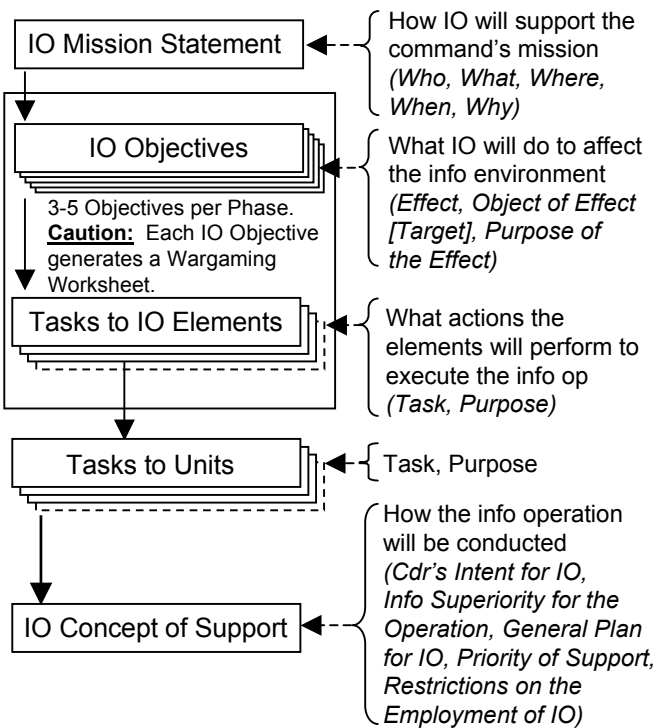 IO Mission Statement
How IO will support the
command's mission
(Who, What, Where,
When, Why)
IO Objectives
What IO will do to affect
the info environment
(Effect, Object of Effect
[Target], Purpose of
the Effect)
3-5 Objectives per Phase.
Caution: Each IO Objective
generates a Wargaming
Worksheet.
Tasks to IO Elements
What actions the
elements will perform to
execute the info op
(Task, Purpose)
Tasks to Units
Task, Purpose
How the info operation
will be conducted
(Cdr's Intent for IO,
Info Superiority for the
Operation, General Plan
for IO, Priority of Support,
Restrictions on the
Employment of IO)
IO Concept of Support